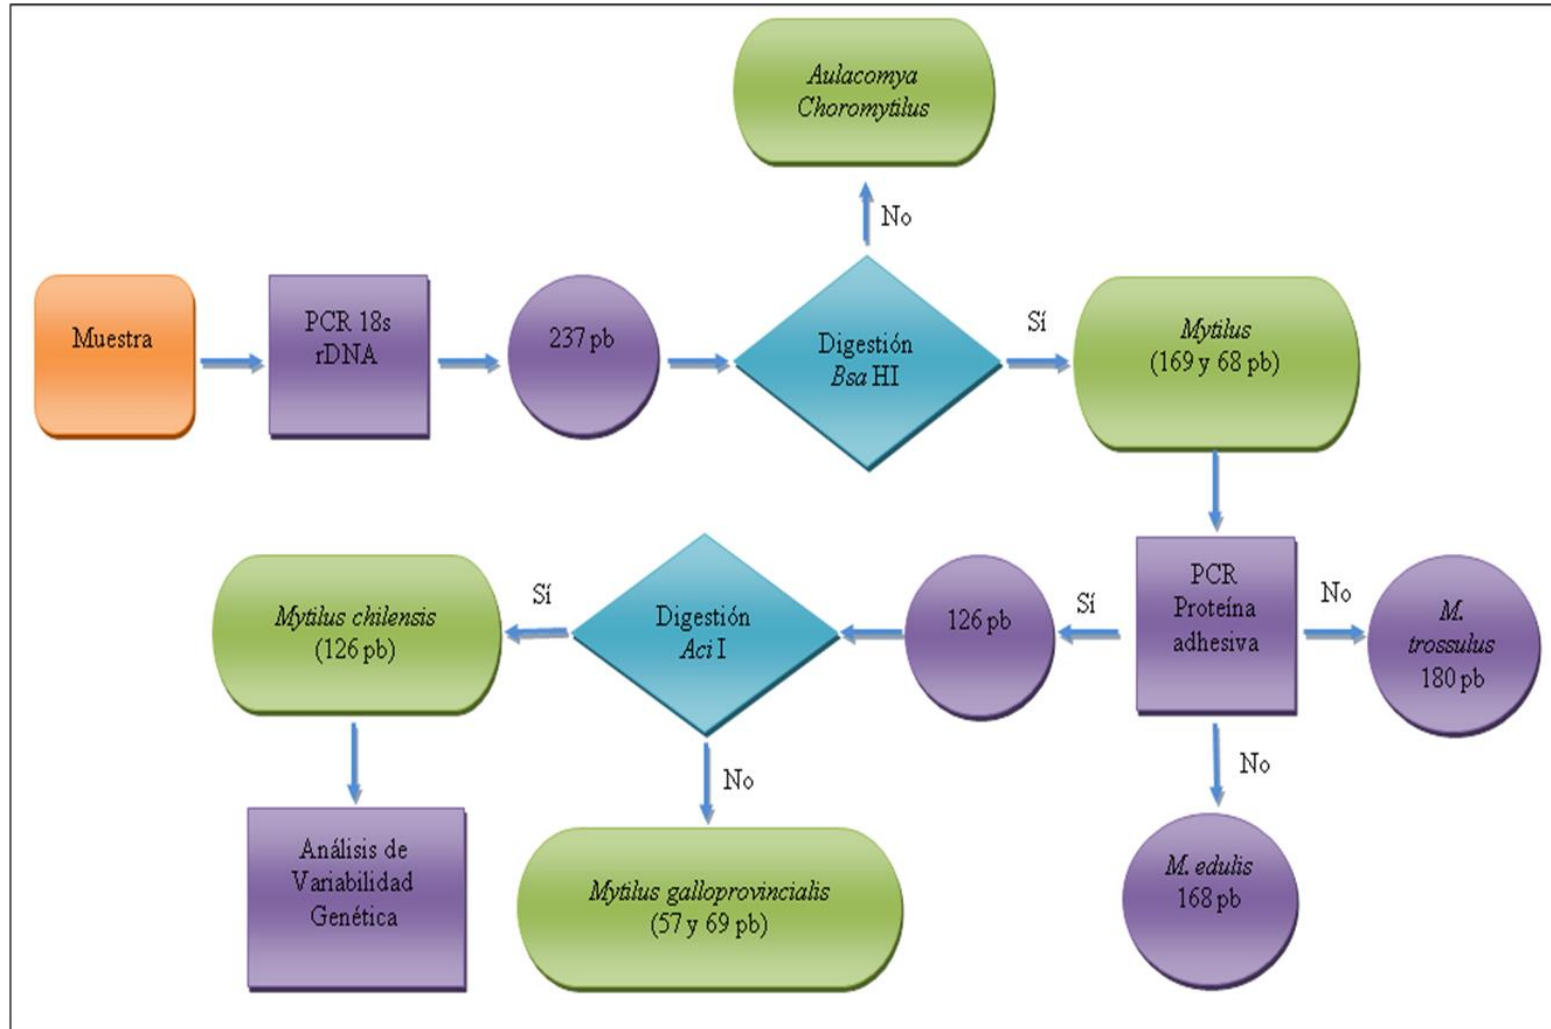 Aulacomya
Choromytilus
No
Muestra
PCR 18s
rDNA
237 pb
Digestión
Bsa HI
Sí
Mytilus
(169 y 68 pb)
Mytilus chilensis
(126 pb)
Sí
Digestión
Aci I
126 pb
Sí
PCR
Proteína
adhesiva
No
M.
trossulus
180 pb
No
No
Análisis de
Variabilidad
Genética
Mytilus galloprovincialis
(57 y 69 pb)
M. edulis
168 pb